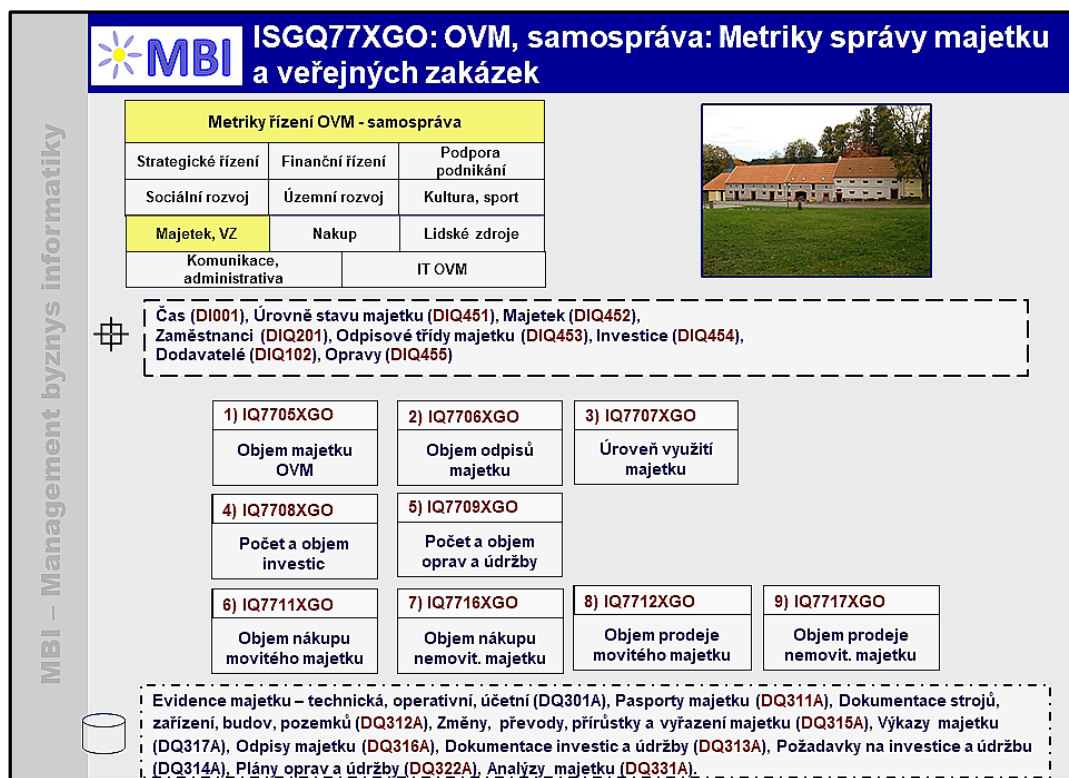 MBI
ISGQ77XGO: OVM, samospráva: Metriky správy majetku
a veřejných zakázek
MBI – Management byznys informatiky
Metriky řízení OVM - samospráva
Strategické řízení
Finanční řízení
Podpora
podnikání
Sociální rozvoj
Územní rozvoj
Kultura, sport
Majetek, VZ
Nakup
Lidské zdroje
Komunikace,
administrativa
IT OVM
Čas (DI001), Úrovně stavu majetku (DIQ451), Majetek (DIQ452),
Zaměstnanci (DIQ201), Odpisové třídy majetku (DIQ453), Investice (DIQ454),
Dodavatelé (DIQ102), Opravy (DIQ455)
1) IQ7705XGO
Objem majetku
OVM
2) IQ7706XGO
Objem odpisů
majetku
3) IQ7707XGO
Úroveň využití
majetku
4) IQ7708XGO
Počet a objem
investic
5) IQ7709XGO
Počet a objem
oprav a údržby
6) IQ7711XGO
Objem nákupu
movitého majetku
7) IQ7716XGO
Objem nákupu
nemovit. majetku
8) IQ7712XGO
Objem prodeje
movitého majetku
9) IQ7717XGO
Objem prodeje
nemovit. majetku
Evidence majetku – technická, operativní, účetní (DQ301A), Pasporty majetku (DQ311A), Dokumentace strojů,
zařízení, budov, pozemků (DQ312A), Změny, převody, přírůstky a vyřazení majetku (DQ315A), Výkazy majetku
(DQ317A), Odpisy majetku (DQ316A), Dokumentace investic a údržby (DQ313A), Požadavky na investice a údržbu
(DQ314A), Plány oprav a údržby (DQ322A), Analýzy majetku (DQ331A).